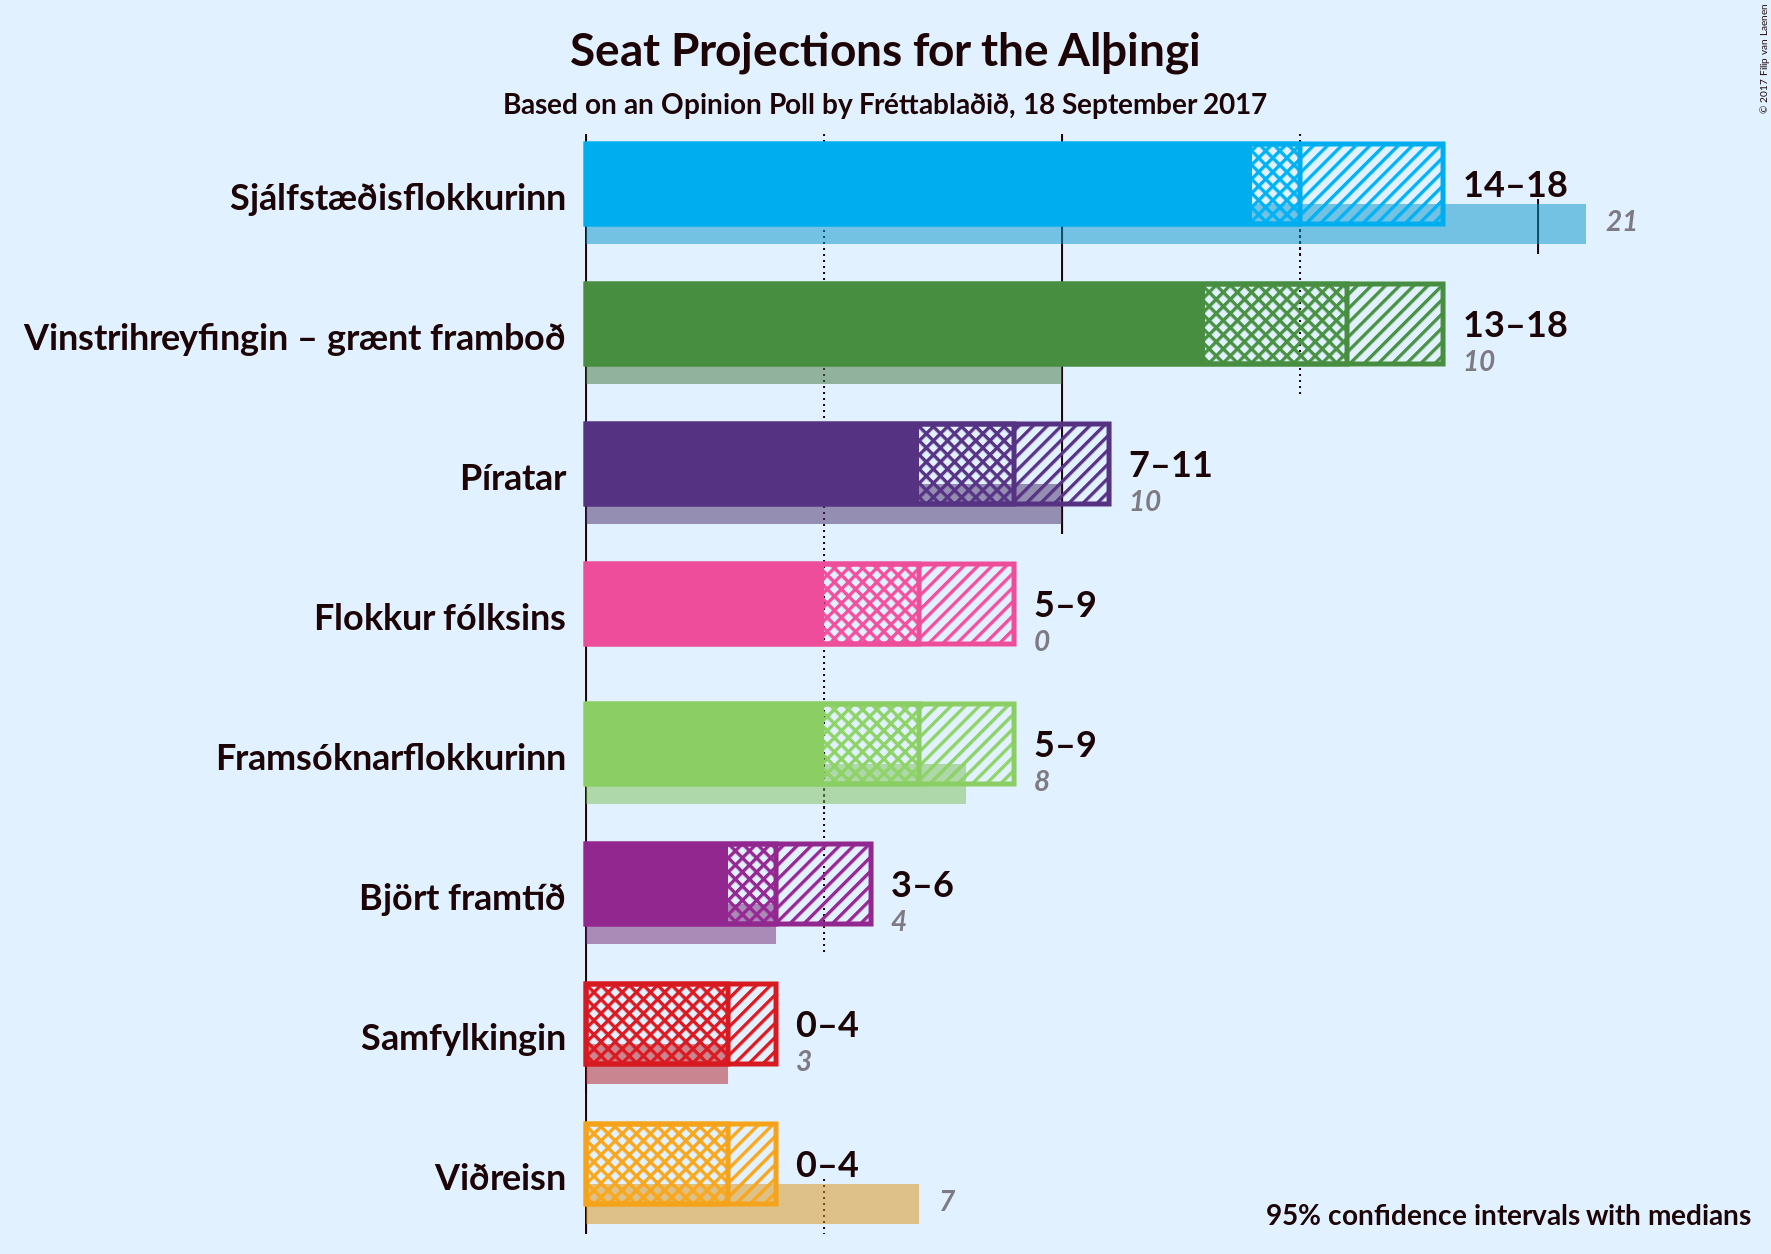 Seat Projections for the Alþingi
Based on an Opinion Poll by Fréttablaðið, 18 September 2017
© 2017 Filip van Laenen
Sjálfstæðisflokkurinn
14–18
21
Vinstrihreyfingin – grænt framboð
13–18
10
Píratar
7–11
10
Flokkur fólksins
5–9
0
Framsóknarflokkurinn
5–9
8
Björt framtíð
3–6
4
Samfylkingin
0–4
3
Viðreisn
0–4
7
95% confidence intervals with medians